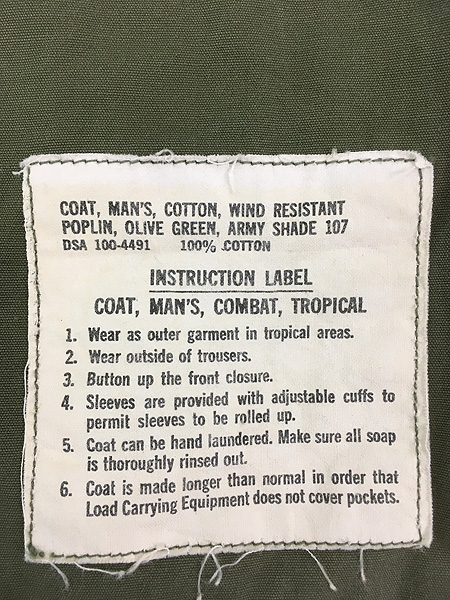 COAT, MAN'S, COTTON, WIND RESISTANT
POPLIN, OLIVE GREEN, ARMY SHADE 107
DSA 100-4491 100% COTTON
INSTRUCTION LABEL
COAT, MAN'S, COMBAT, TROPICAL
1. Wear as outer garment in tropical areas.
2. Wear outside of trousers.
3. Button up the front closure.
4. Sleeves are provided with adjustable cuffs to
permit sleeves to be rolled up.
5. Coat can be hand laundered. Make sure all soap
is thoroughly rinsed out.
6. Coat is made longer than normal in order that
Load Carrying Equipment does not cover pockets.